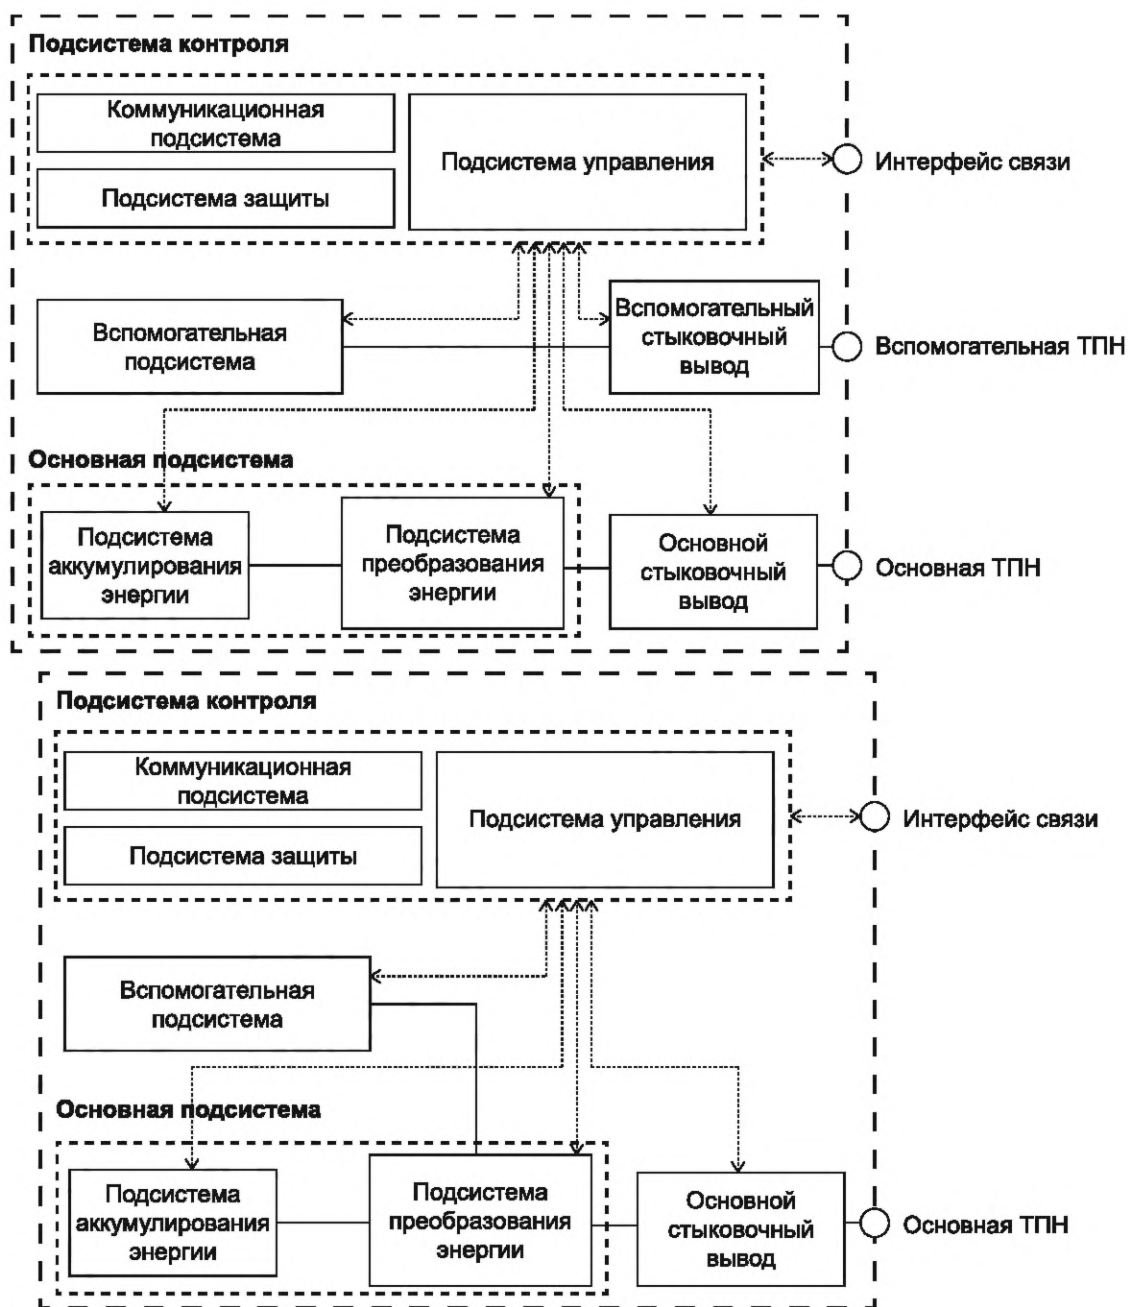 Подсистема контроля
Коммуникационная
подсистема
Подсистема управления
Подсистема защиты
Интерфейс связи
Вспомогательная
подсистема
Вспомогательный
стыковочный
вывод
Вспомогательная ТПН
Основная подсистема
Подсистема
аккумулирования
энергии
Подсистема
преобразования
энергии
Основной
стыковочный
вывод
Основная ТПН
Подсистема контроля
Коммуникационная
подсистема
Подсистема управления
Подсистема защиты
Интерфейс связи
Вспомогательная
подсистема
Основная подсистема
Подсистема
аккумулирования
энергии
Подсистема
преобразования
энергии
Основной
стыковочный
вывод
Основная ТПН